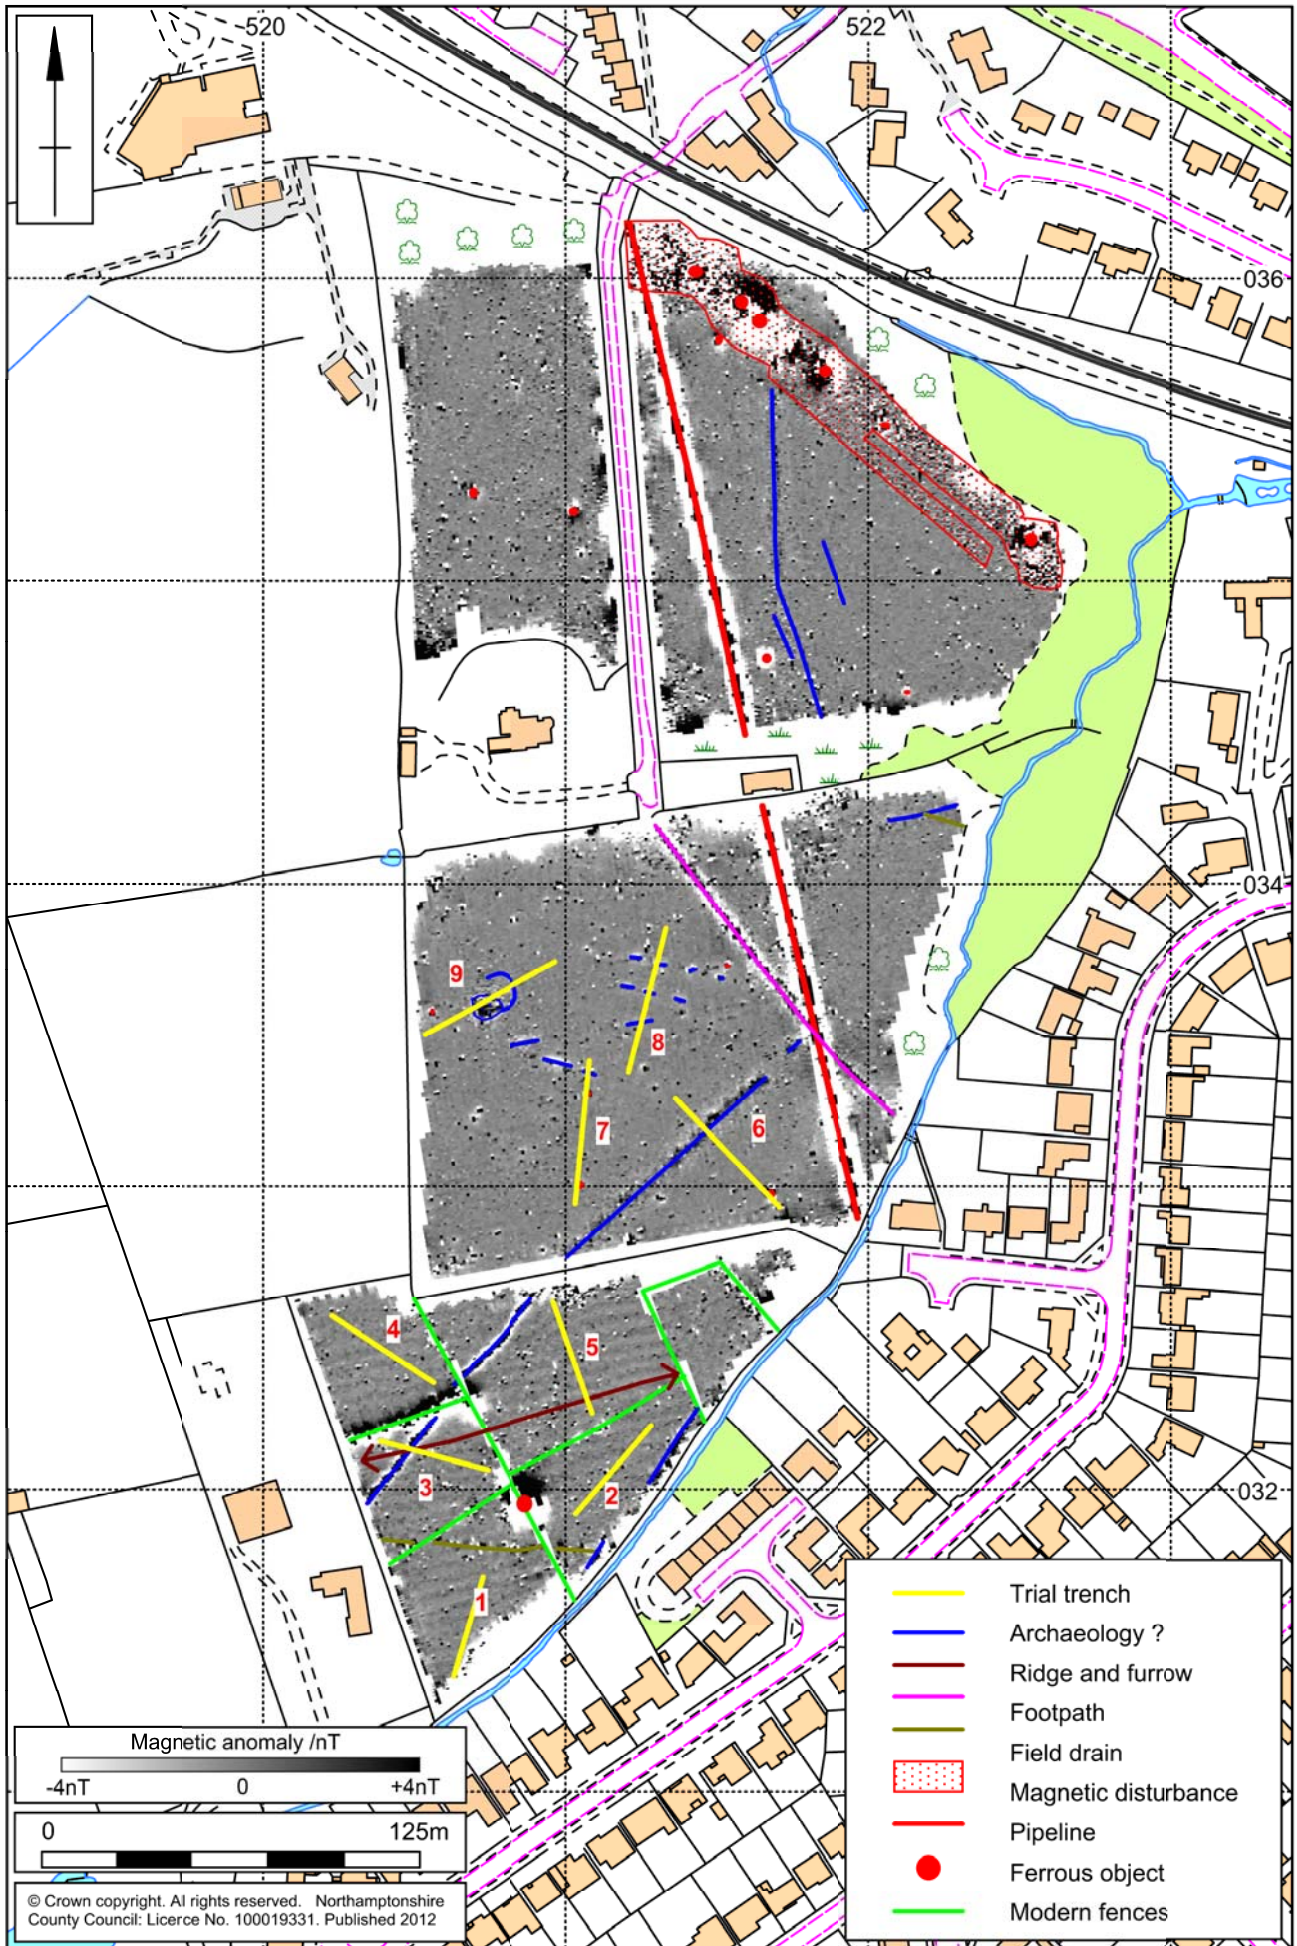 520
522
036
034
9
8
7
6
4
5
3
2
032
1
Trial trench
Archaeology ?
Ridge and furrow
Footpath
Field drain
Magnetic disturbance
Pipeline
Ferrous object
Modern fences
Magnetic anomaly /nT
-4nT 0 +4nT
0 125m
© Crown copyright. Al rights reserved. Northamptonshire
County Council: Licerce No. 100019331. Published 2012